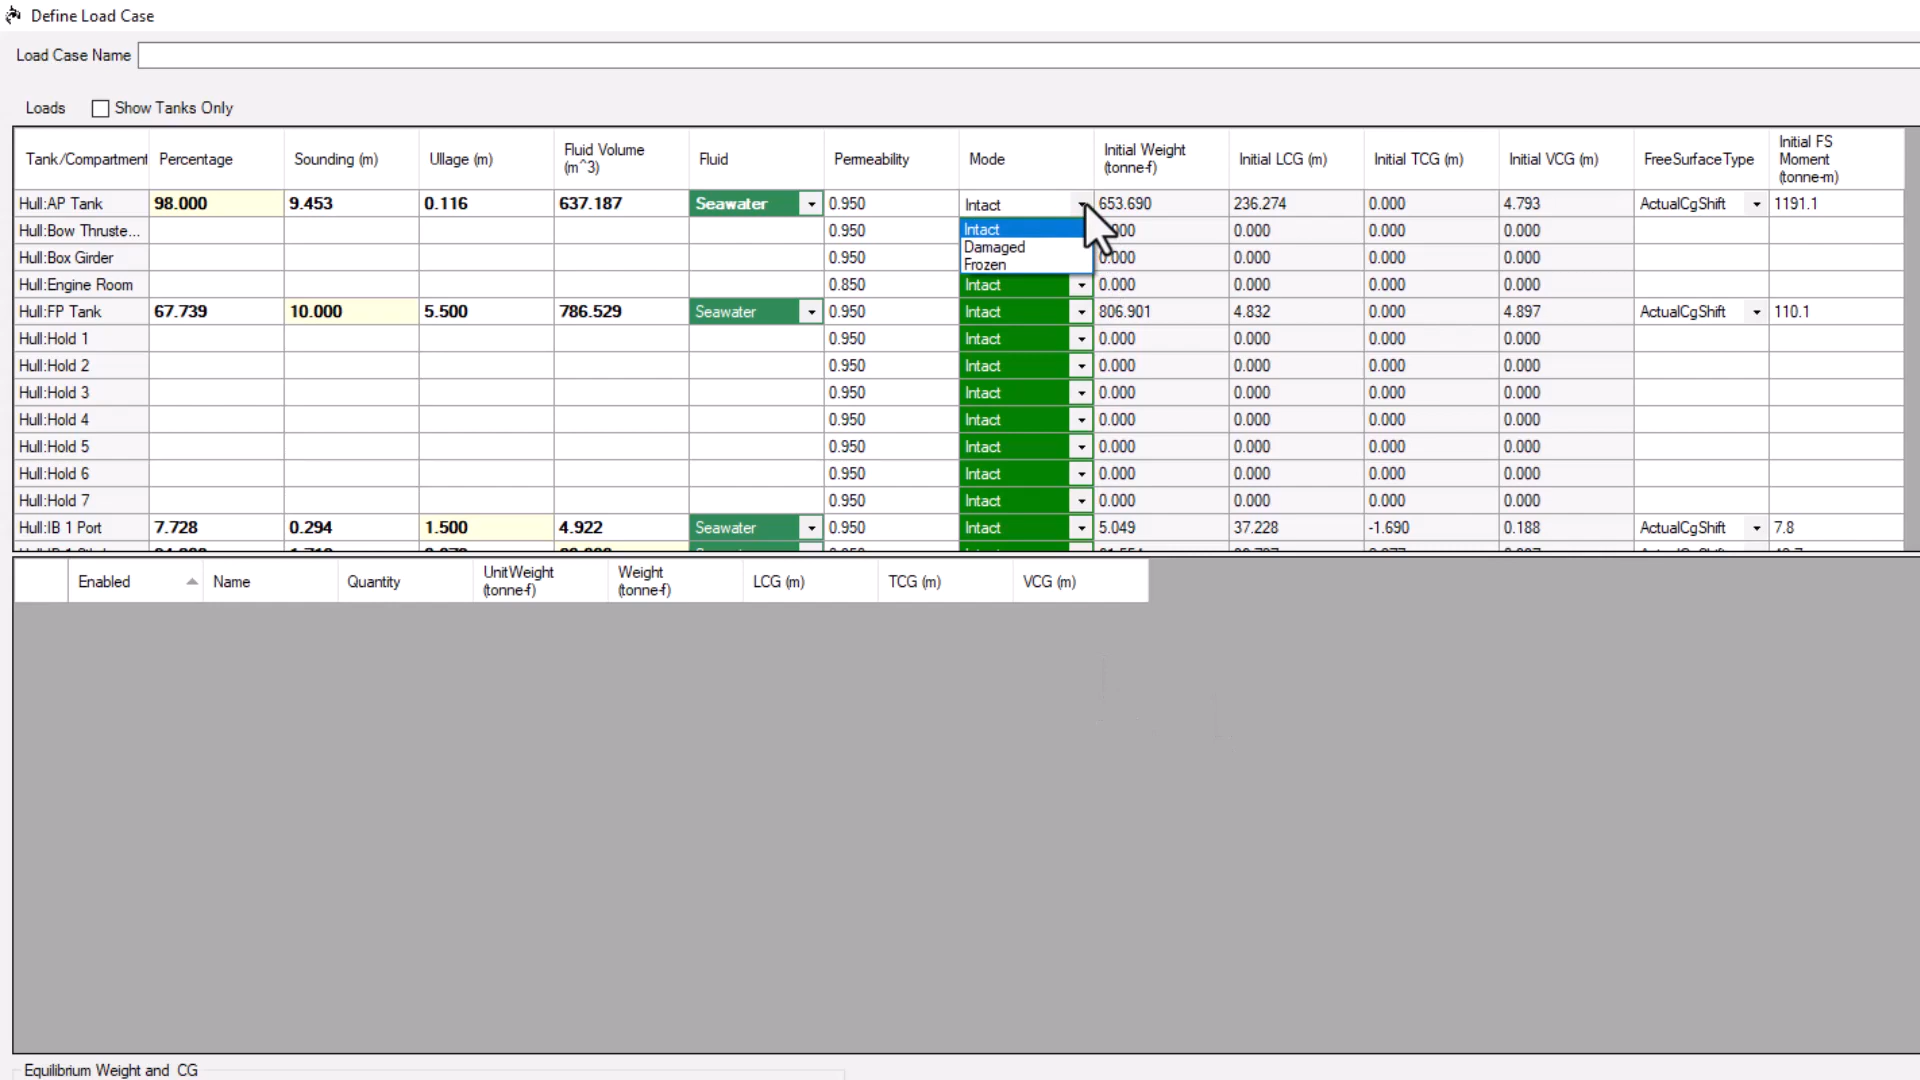 Define Load Case
Load Case Name
Loads Show Tanks Only
Tank/Compartment Percentage Sounding (m) Ullage (m) Fluid Volume (m^3) Fluid Permeability Mode Initial Weight (tonne-f) Initial LCG (m) Initial TCG (m) Initial VCG (m) FreeSurfaceType Initial FS Moment (tonne-m)
Hull:AP Tank 98.000 9.453 0.116 637.187 Seawater 0.950 Intact 653.690 236.274 0.000 4.793 ActualCgShift 1191.1
Hull:Bow Thruste... 0.950 Intact 0.000 0.000 0.000
Damaged
Hull:Box Girder 0.950 Frozen 0.000 0.000 0.000 0.000
Hull:Engine Room 0.850 Intact 0.000 0.000 0.000 0.000
Hull:FP Tank 67.739 10.000 5.500 786.529 Seawater 0.950 Intact 806.901 4.832 0.000 4.897 ActualCgShift 110.1
Hull:Hold 1 0.950 Intact 0.000 0.000 0.000 0.000
Hull:Hold 2 0.950 Intact 0.000 0.000 0.000 0.000
Hull:Hold 3 0.950 Intact 0.000 0.000 0.000 0.000
Hull:Hold 4 0.950 Intact 0.000 0.000 0.000 0.000
Hull:Hold 5 0.950 Intact 0.000 0.000 0.000 0.000
Hull:Hold 6 0.950 Intact 0.000 0.000 0.000 0.000
Hull:Hold 7 0.950 Intact 0.000 0.000 0.000 0.000
Hull:IB 1 Port 7.728 0.294 1.500 4.922 Seawater 0.950 Intact 5.049 37.228 -1.690 0.188 ActualCgShift 7.8
Enabled Name Quantity UnitWeight (tonne-f) Weight (tonne-f) LCG (m) TCG (m) VCG (m)
Equilibrium Weight and CG